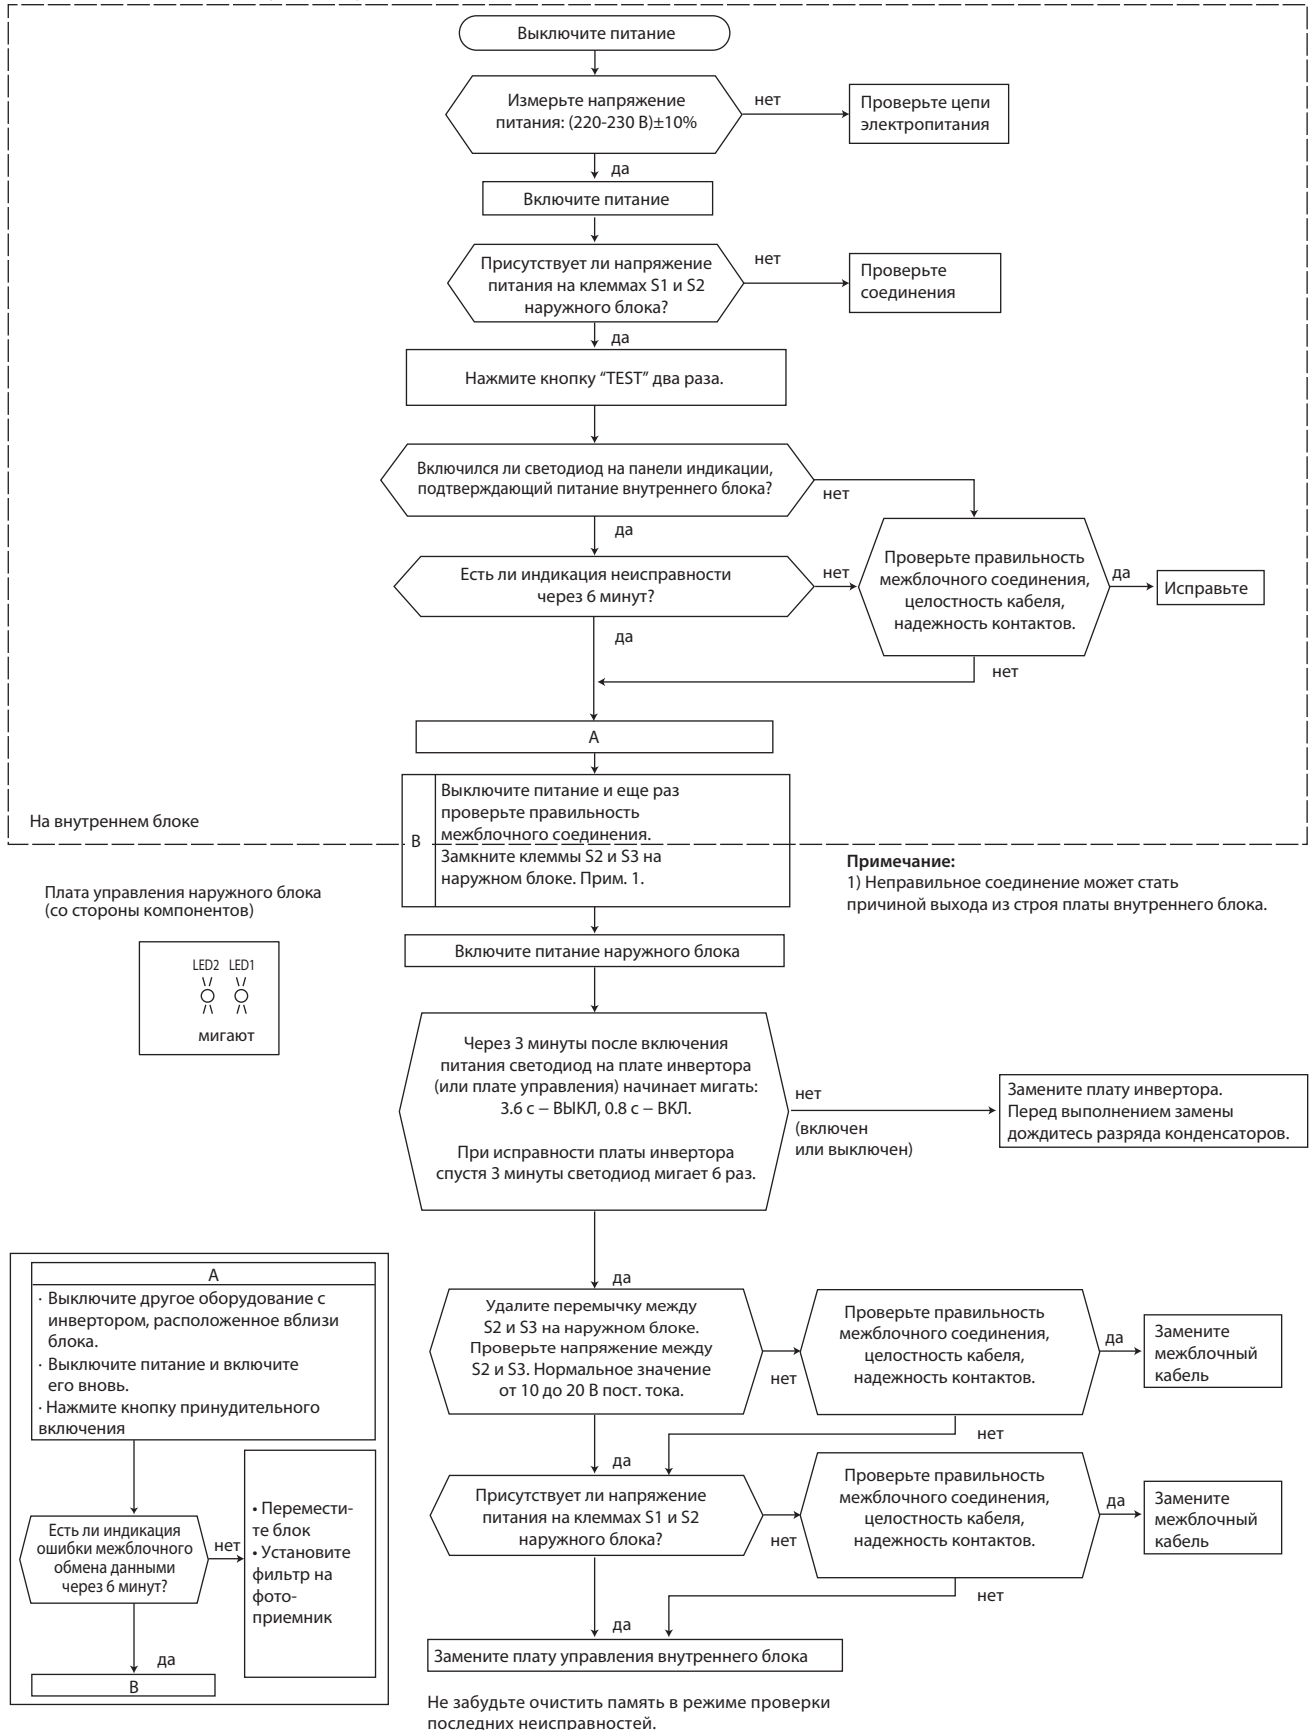 Выключите питание
Измерьте напряжение
питания: (220-230 В)±10%
нет
Проверьте цепи
электропитания
да
Включите питание
Присутствует ли напряжение
питания на клеммах S1 и S2
наружного блока?
нет
Проверьте
соединения
да
Нажмите кнопку “TEST” два раза.
Включился ли светодиод на панели индикации,
подтверждающий питание внутреннего блока?
нет
да
Есть ли индикация неисправности
через 6 минут?
нет
Проверьте правильность
межблочного соединения,
целостность кабеля,
надежность контактов.
да
Исправьте
да
нет
A
B
Выключите питание и еще раз
проверьте правильность
межблочного соединения.
Замкните клеммы S2 и S3 на
наружном блоке. Прим. 1.
На внутреннем блоке
Примечание:
1) Неправильное соединение может стать
причиной выхода из строя платы внутреннего блока.
Плата управления наружного блока
(со стороны компонентов)
LED2 LED1
мигают
Включите питание наружного блока
Через 3 минуты после включения
питания светодиод на плате инвертора
(или плате управления) начинает мигать:
3.6 с – ВЫКЛ, 0.8 с – ВКЛ.
При исправности платы инвертора
спустя 3 минуты светодиод мигает 6 раз.
нет
(включен
или выключен)
Замените плату инвертора.
Перед выполнением замены
дождитесь разряда конденсаторов.
да
Удалите перемычку между
S2 и S3 на наружном блоке.
Проверьте напряжение между
S2 и S3. Нормальное значение
от 10 до 20 В пост. тока.
нет
Проверьте правильность
межблочного соединения,
целостность кабеля,
надежность контактов.
да
Замените
межблочный
кабель
нет
да
Присутствует ли напряжение
питания на клеммах S1 и S2
наружного блока?
нет
Проверьте правильность
межблочного соединения,
целостность кабеля,
надежность контактов.
да
Замените
межблочный
кабель
нет
да
Замените плату управления внутреннего блока
Не забудьте очистить память в режиме проверки
последних неисправностей.
A
· Выключите другое оборудование с
инвертором, расположенное вблизи
блока.
· Выключите питание и включите
его вновь.
· Нажмите кнопку принудительного
включения
Есть ли индикация
ошибки межблочного
обмена данными
через 6 минут?
нет
• Перемести-
те блок
• Установите
фильтр на
фото-
приемник
да
B